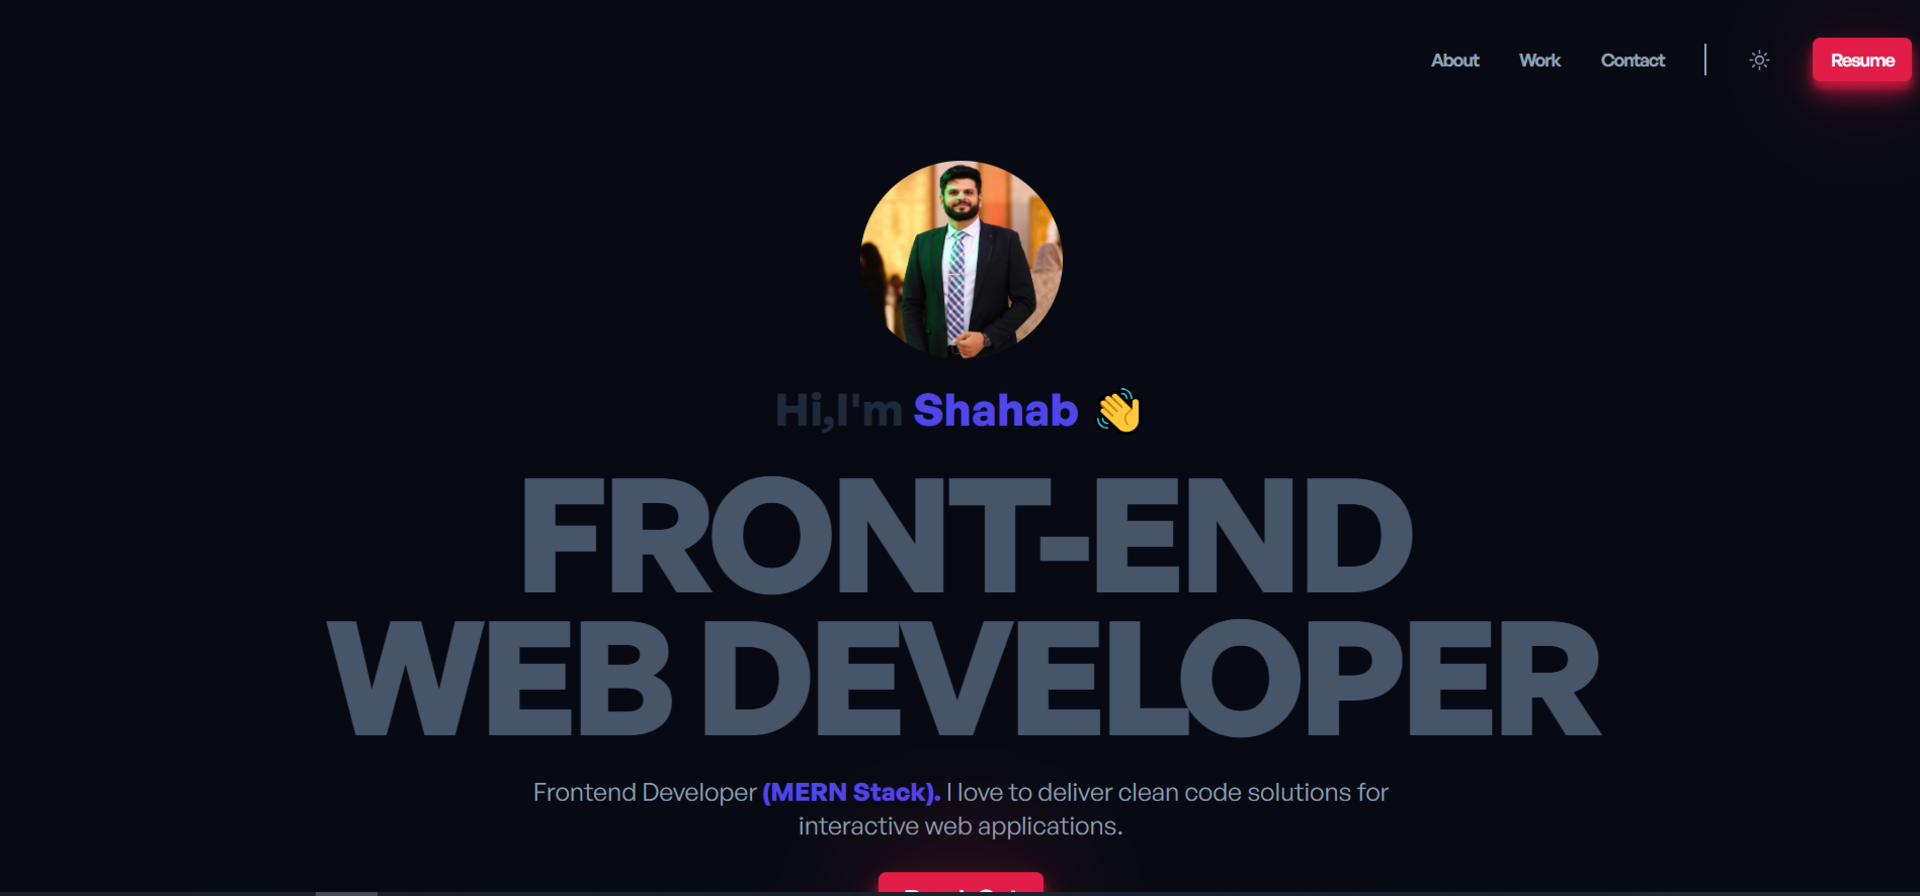 About Work Contact Resume
Hi,I'm Shahab 👋
FRONT-END
WEB DEVELOPER
Frontend Developer (MERN Stack). I love to deliver clean code solutions for
interactive web applications.